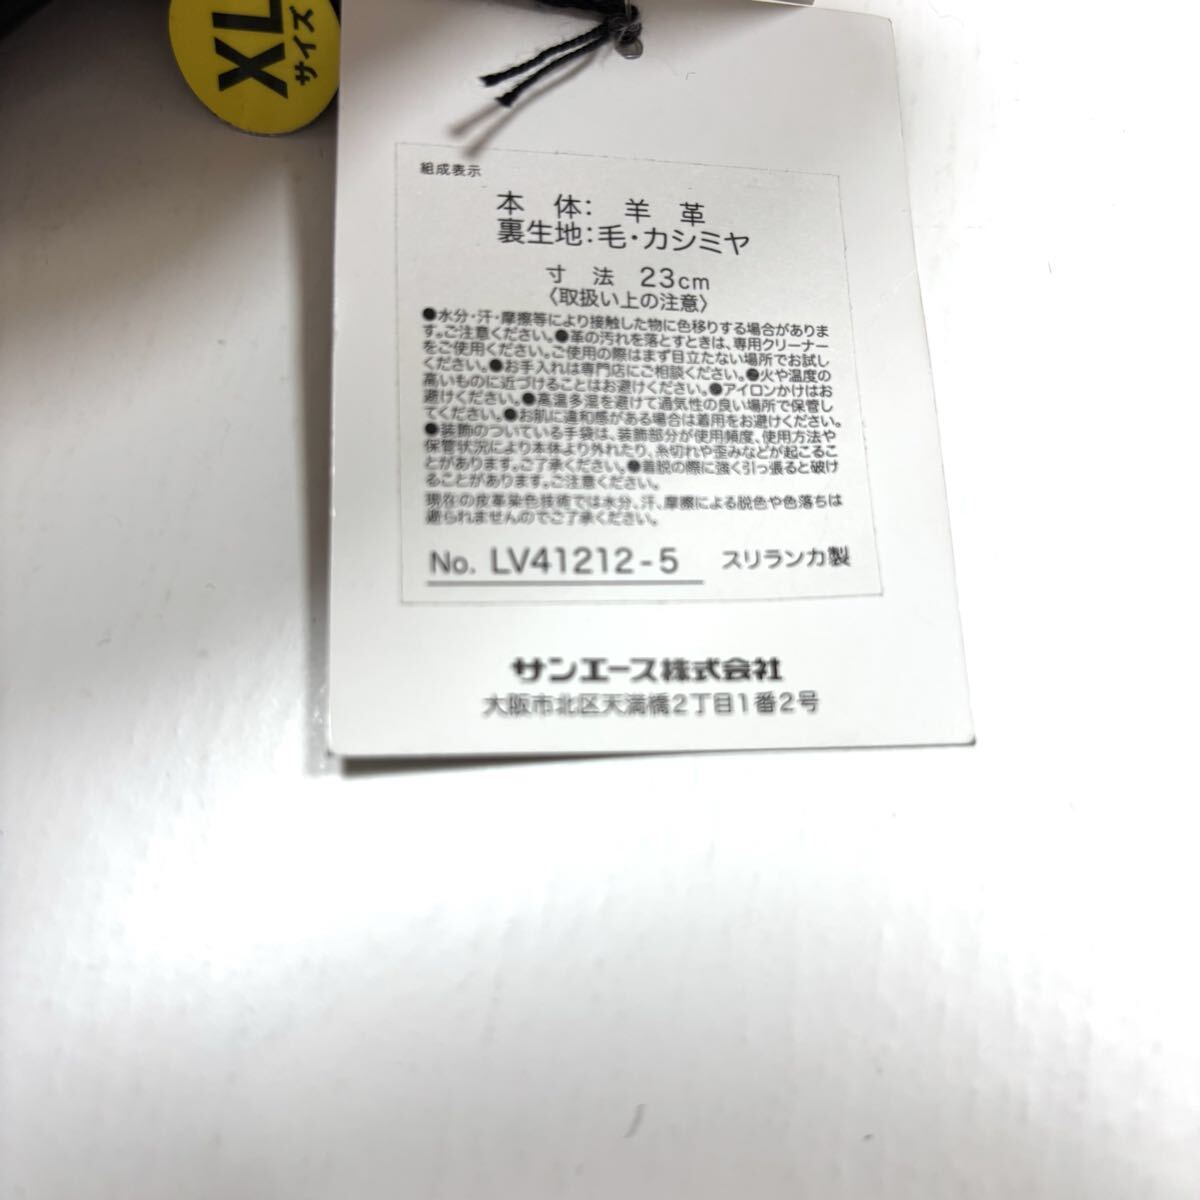 XL
サイズ
組成表示
本 体： 羊 革
裏生地：毛・カシミヤ
寸 法 23cm
〈取扱い上の注意〉
●水分・汗・摩擦等により接触した物に色移りする場合がありま
す。ご注意ください。●革の汚れを落とすときは、専用クリーナー
をご使用ください。ご使用の際はまず目立たない場所でお試し
ください。●お手入れは専門店にご相談ください。●火や温度の
高いものに近づけることはお避けください。●アイロンかけはお
避けください。●高温多湿を避けて通気性の良い場所で保管し
てください。●お肌に違和感がある場合は着用をお避けください。
●装飾のついている手袋は、装飾部分が使用頻度、使用方法や
保管状況により本体より外れたり、糸切れや歪みなどが起こるこ
とがあります。ご了承ください。●着脱の際に強く引っ張ると破け
ることがあります。ご注意ください。
現在の皮革染色技術では水分、汗、摩擦による脱色や色落ちは
避られませんのでご了承ください。
No. LV41212-5 スリランカ製
サンエース株式会社
大阪市北区天満橋2丁目1番2号